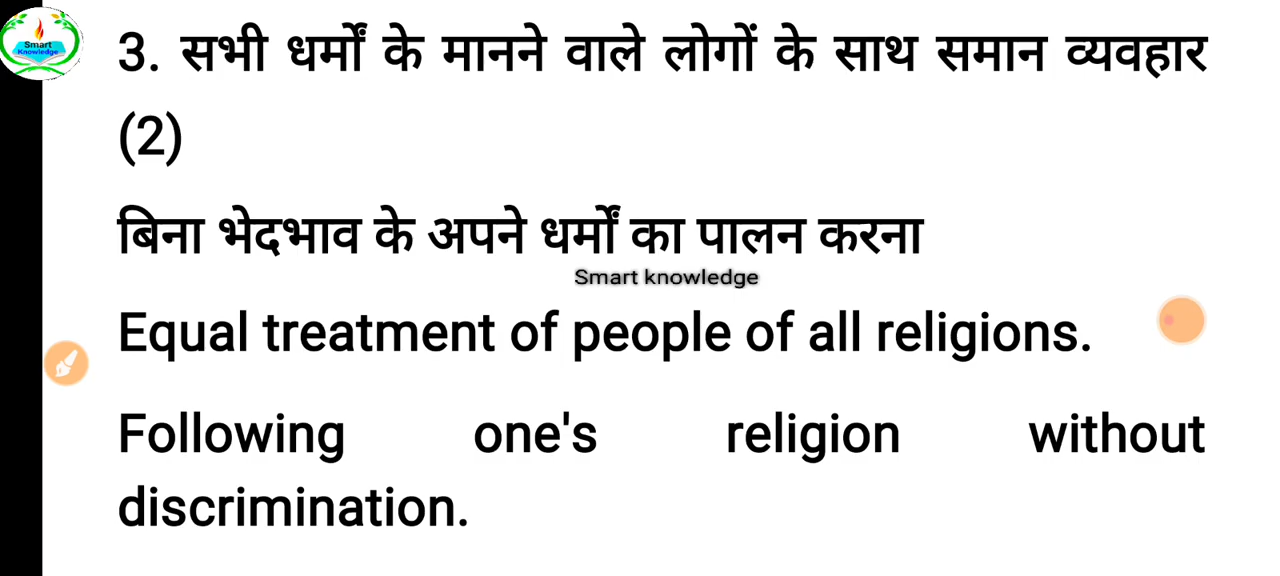 Smart
Knowledge
3. सभी धर्मों के मानने वाले लोगों के साथ समान व्यवहार
(2)
बिना भेदभाव के अपने धर्मों का पालन करना
Smart knowledge
Equal treatment of people of all religions.
Following one's religion without
discrimination.